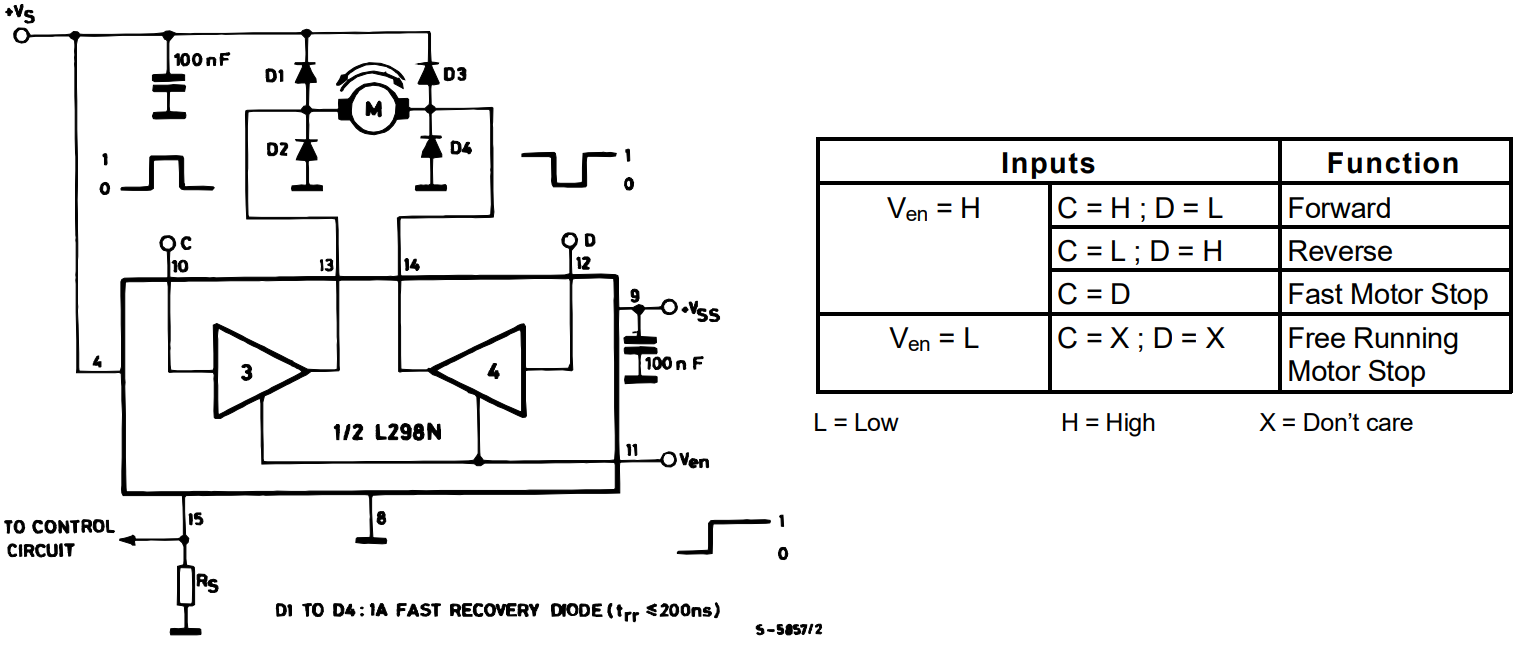 +VS
100nF
D1
D3
M
D2
D4
1
0
1
0
C
D
10
13
14
12
9
+VSS
4
3
4
100nF
1/2 L298N
11
Ven
15
8
TO CONTROL
CIRCUIT
1
0
RS
D1 TO D4: 1A FAST RECOVERY DIODE (trr ≤200ns)
S-5857/2
Inputs Function
Ven = H C = H ; D = L Forward
C = L ; D = H Reverse
C = D Fast Motor Stop
Ven = L C = X ; D = X Free Running
Motor Stop
L = Low H = High X = Don’t care